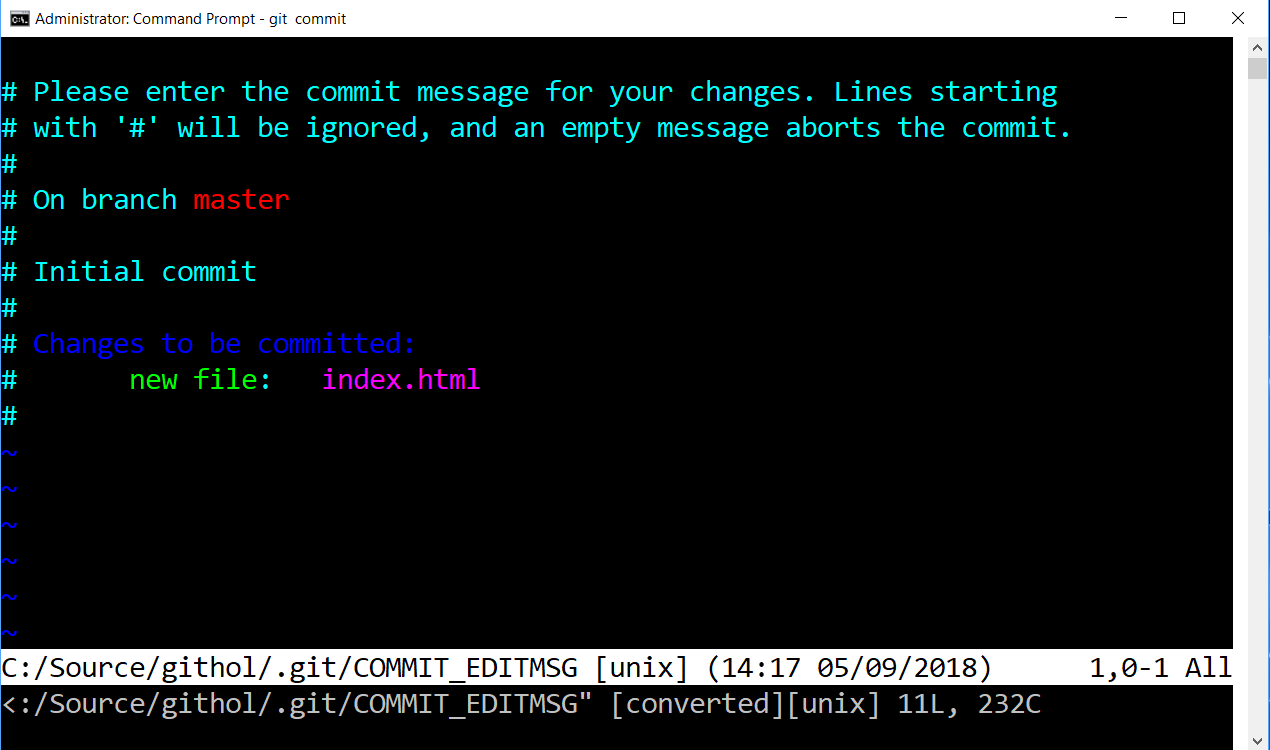 Administrator: Command Prompt - git  commit
# Please enter the commit message for your changes. Lines starting
# with '#' will be ignored, and an empty message aborts the commit.
#
# On branch master
#
# Initial commit
#
# Changes to be committed:
#       new file:   index.html
#
~
~
~
~
~
~
C:/Source/githol/.git/COMMIT_EDITMSG [unix] (14:17 05/09/2018)      1,0-1 All
<:/Source/githol/.git/COMMIT_EDITMSG" [converted][unix] 11L, 232C